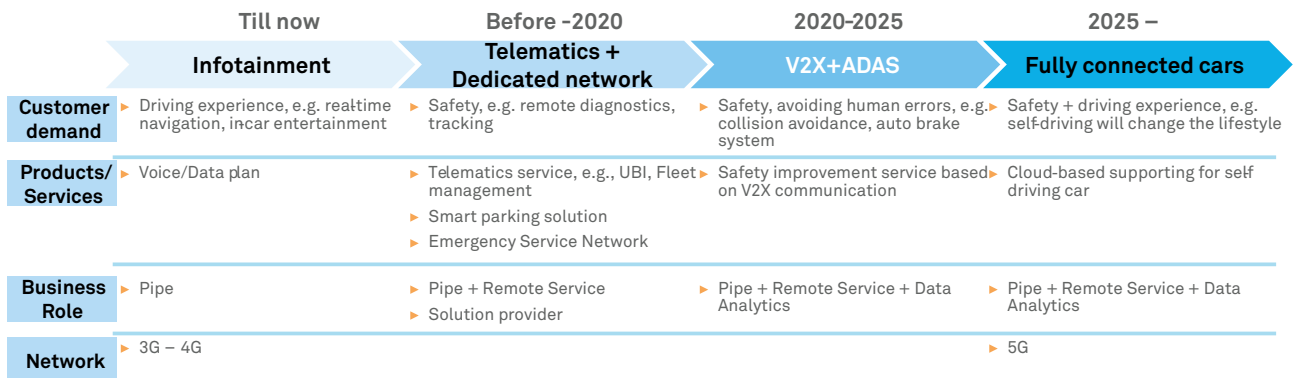 Till now
Before -2020
2020-2025
2025 –
Infotainment
Telematics +
Dedicated network
V2X+ADAS
Fully connected cars
Customer
demand
Driving experience, e.g. real-time
navigation, in-car entertainment
Safety, e.g. remote diagnostics,
tracking
Safety, avoiding human errors, e.g.
collision avoidance, auto brake
system
Safety + driving experience, e.g.
self-driving will change the lifestyle
Products/
Services
Voice/Data plan
Telematics service, e.g., UBI, Fleet
management
Smart parking solution
Emergency Service Network
Safety improvement service based
on V2X communication
Cloud-based supporting for self
driving car
Business
Role
Pipe
Pipe + Remote Service
Solution provider
Pipe + Remote Service + Data
Analytics
Pipe + Remote Service + Data
Analytics
Network
3G – 4G
5G